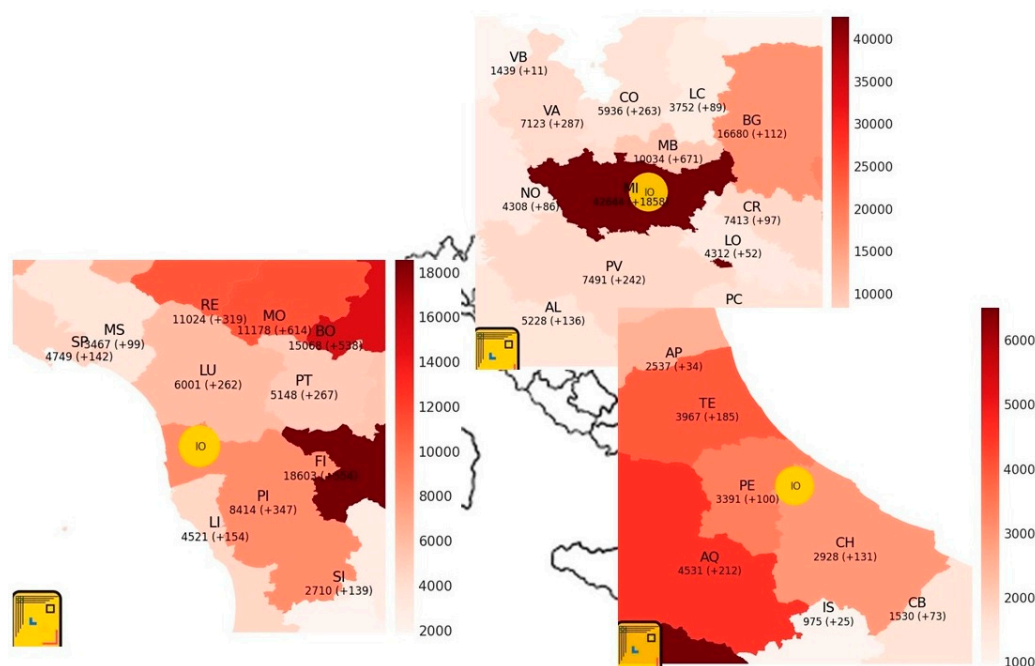 VB
1439 (+11)
VA
7123 (+287)
CO
5936 (+263)
LC
3752 (+89)
BG
16680 (+112)
MB
10034 (+671)
NO
4308 (+86)
MI
(+1858)
IO
CR
7413 (+97)
LO
4312 (+52)
PV
7491 (+242)
AL
5228 (+136)
PC
40000
35000
30000
25000
20000
15000
10000
RE
11024 (+319)
MO
11178 (+614)
BO
15068 (+538)
MS
3467 (+99)
SP
4749 (+142)
LU
6001 (+262)
PT
5148 (+267)
IO
FI
18603
PI
8414 (+347)
LI
4521 (+154)
SI
2710 (+139)
18000
16000
14000
12000
10000
8000
6000
4000
2000
AP
2537 (+34)
TE
3967 (+185)
PE
3391 (+100)
IO
CH
2928 (+131)
AQ
4531 (+212)
IS
975 (+25)
CB
1530 (+73)
6000
5000
4000
3000
2000
1000